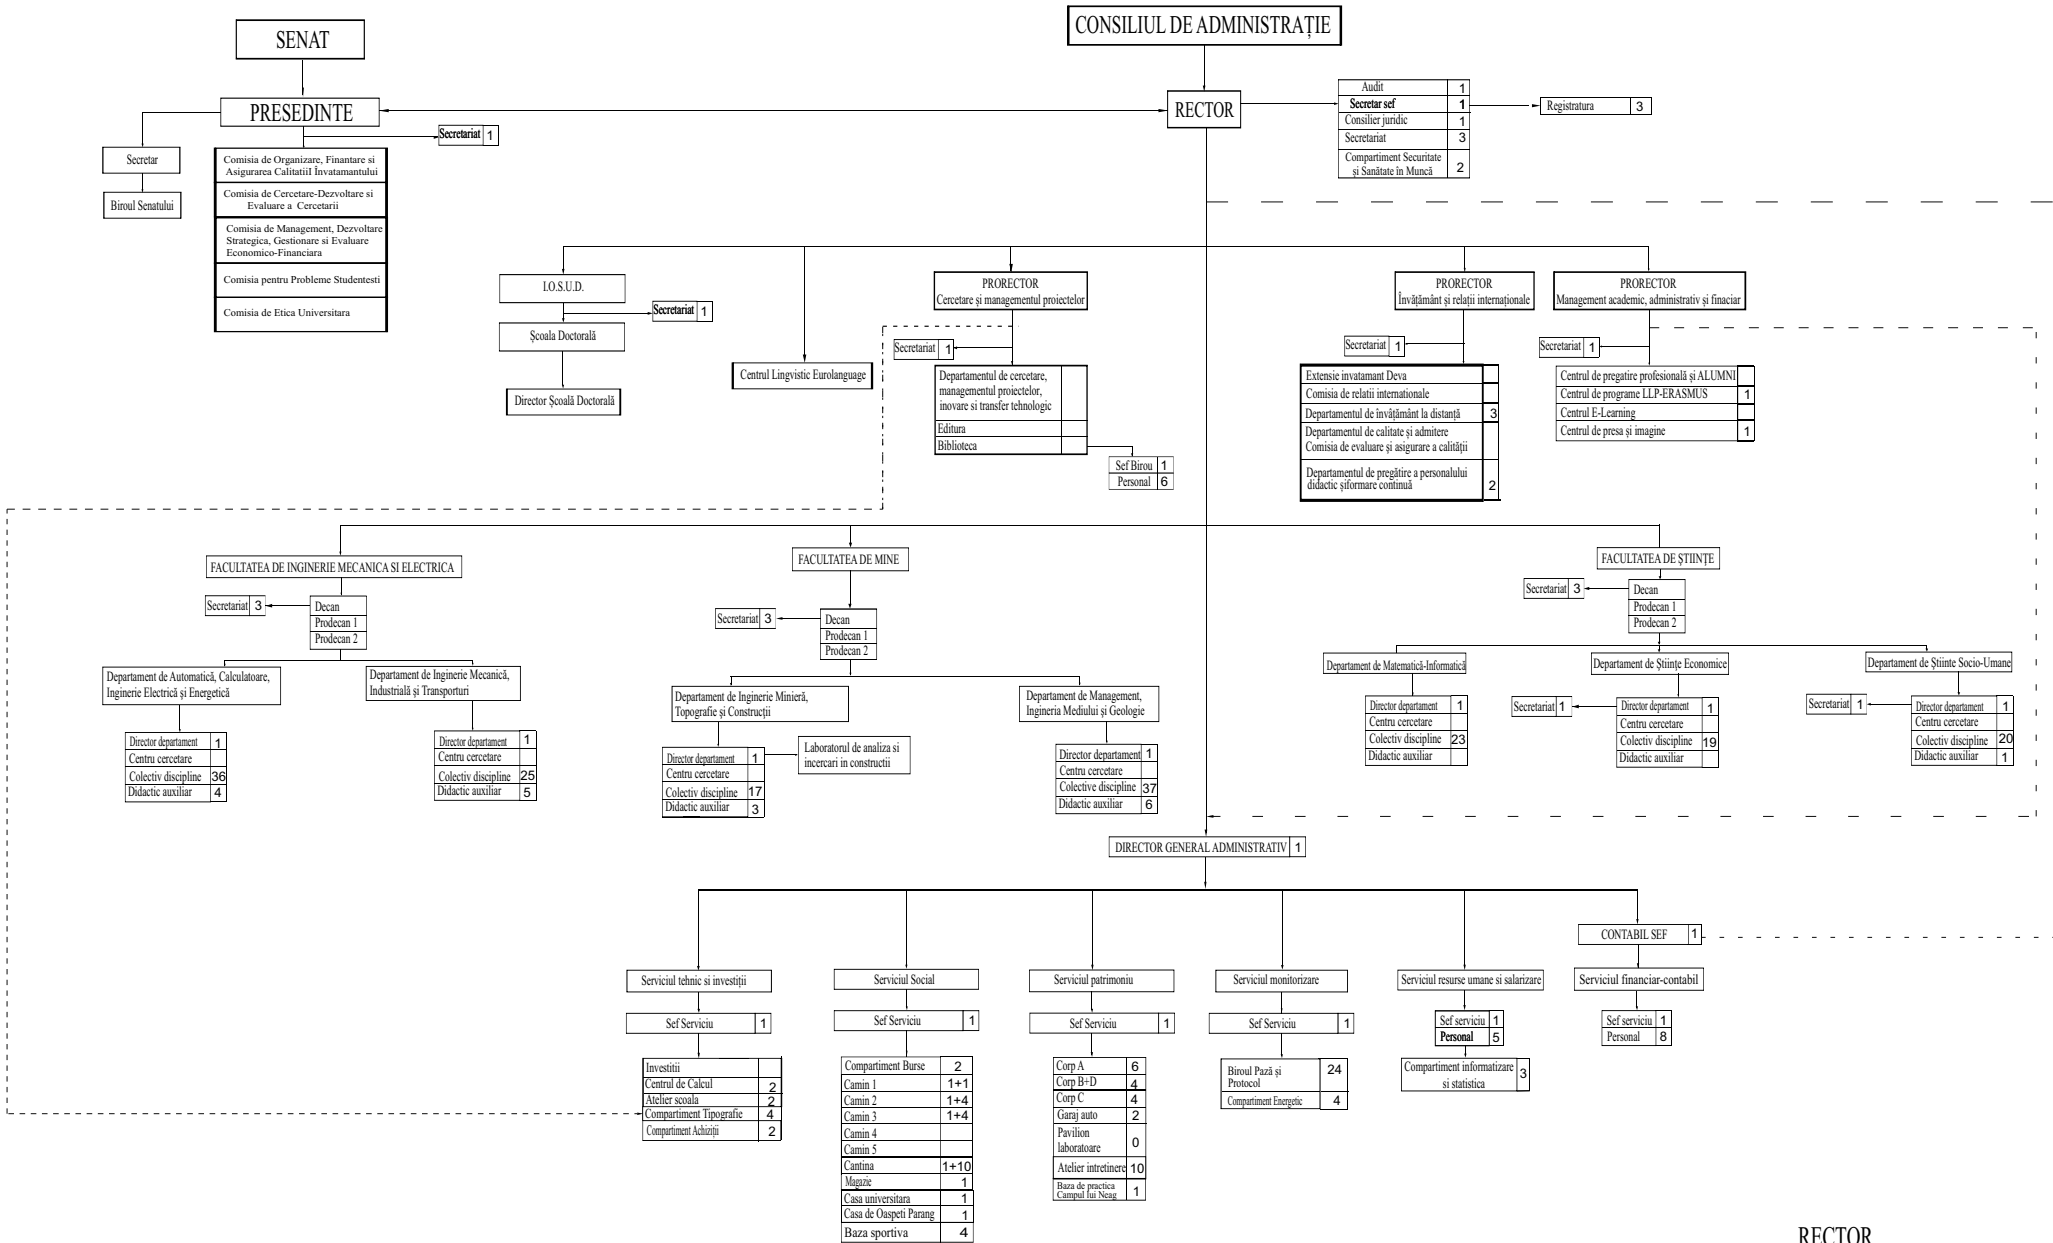 SENAT
CONSILIUL DE ADMINISTRAȚIE
PRESEDINTE
RECTOR
Secretariat 1
Audit 1
Secretar sef 1
Consilier juridic 1
Secretariat 3
Compartiment Securitate
și Sanătate în Muncă 2
Registratura 3
Secretar
Biroul Senatului
Comisia de Organizare, Finantare si
Asigurarea CalitatiiI Învatamantului
Comisia de Cercetare-Dezvoltare si
Evaluare a Cercetarii
Comisia de Management, Dezvoltare
Strategica, Gestionare si Evaluare
Economico-Financiara
Comisia pentru Probleme Studentesti
Comisia de Etica Universitara
I.O.S.U.D.
Secretariat 1
Școala Doctorală
Director Școală Doctorală
Centrul Lingvistic Eurolanguage
PRORECTOR
Cercetare și managementul proiectelor
Secretariat 1
Departamentul de cercetare,
managementul proiectelor,
inovare si transfer tehnologic
Editura
Biblioteca
Sef Birou 1
Personal 6
PRORECTOR
Învățământ și relații internaționale
Secretariat 1
Extensie invatamant Deva
Comisia de relatii internationale
Departamentul de învățământ la distanță 3
Departamentul de calitate și admitere
Comisia de evaluare și asigurare a calității
Departamentul de pregătire a personalului
didactic șiformare continuă 2
PRORECTOR
Management academic, administrativ și finaciar
Secretariat 1
Centrul de pregatire profesională și ALUMNI
Centrul de programe LLP-ERASMUS 1
Centrul E-Learning
Centrul de presa și imagine 1
FACULTATEA DE INGINERIE MECANICA SI ELECTRICA
Secretariat 3
Decan
Prodecan 1
Prodecan 2
Departament de Automatică, Calculatoare,
Inginerie Electrică și Energetică
Director departament 1
Centru cercetare
Colectiv discipline 36
Didactic auxiliar 4
Departament de Inginerie Mecanică,
Industrială și Transporturi
Director departament 1
Centru cercetare
Colectiv discipline 25
Didactic auxiliar 5
FACULTATEA DE MINE
Secretariat 3
Decan
Prodecan 1
Prodecan 2
Departament de Inginerie Minieră,
Topografie și Construcții
Director departament 1
Centru cercetare
Colectiv discipline 17
Didactic auxiliar 3
Laboratorul de analiza si
incercari in constructii
Departament de Management,
Ingineria Mediului și Geologie
Director departament 1
Centru cercetare
Colective discipline 37
Didactic auxiliar 6
FACULTATEA DE ȘTIINȚE
Secretariat 3
Decan
Prodecan 1
Prodecan 2
Departament de Matematică-Informatică
Director departament 1
Centru cercetare
Colectiv discipline 23
Didactic auxiliar
Departament de Științe Economice
Secretariat 1
Director departament 1
Centru cercetare
Colectiv discipline 19
Didactic auxiliar
Departament de Știinte Socio-Umane
Secretariat 1
Director departament 1
Centru cercetare
Colectiv discipline 20
Didactic auxiliar 1
DIRECTOR GENERAL ADMINISTRATIV 1
CONTABIL SEF 1
Serviciul tehnic si investiții
Sef Serviciu 1
Investitii
Centrul de Calcul 2
Atelier scoala 2
Compartiment Tipografie 4
Compartiment Achiziții 2
Serviciul Social
Sef Serviciu 1
Compartiment Burse 2
Camin 1 1+1
Camin 2 1+4
Camin 3 1+4
Camin 4
Camin 5
Cantina 1+10
Magazie 1
Casa universitara 1
Casa de Oaspeti Parang 1
Baza sportiva 4
Serviciul patrimoniu
Sef Serviciu 1
Corp A 6
Corp B+D 4
Corp C 4
Garaj auto 2
Pavilion
laboratoare 0
Atelier intretinere 10
Baza de practica
Campul lui Neag 1
Serviciul monitorizare
Sef Serviciu 1
Biroul Pază și
Protocol 24
Compartiment Energetic 4
Serviciul resurse umane si salarizare
Sef serviciu 1
Personal 5
Compartiment informatizare
si statistica 3
Serviciul financiar-contabil
Sef serviciu 1
Personal 8
RECTOR